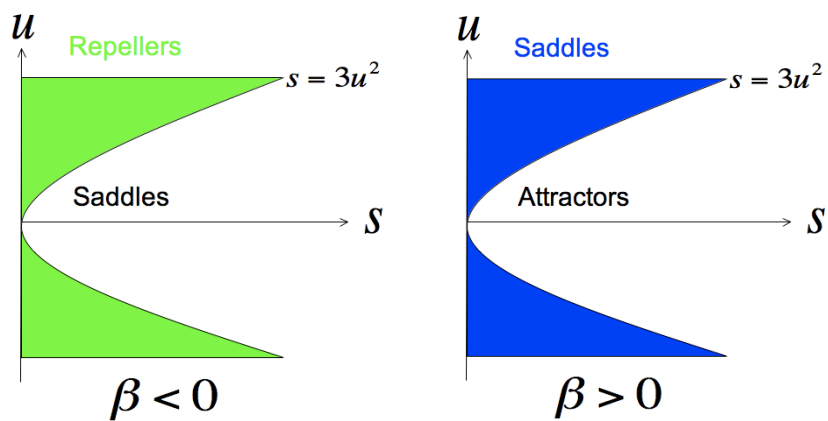 u
Repellers
s = 3u²
Saddles
s
β < 0
u
Saddles
s = 3u²
Attractors
s
β > 0